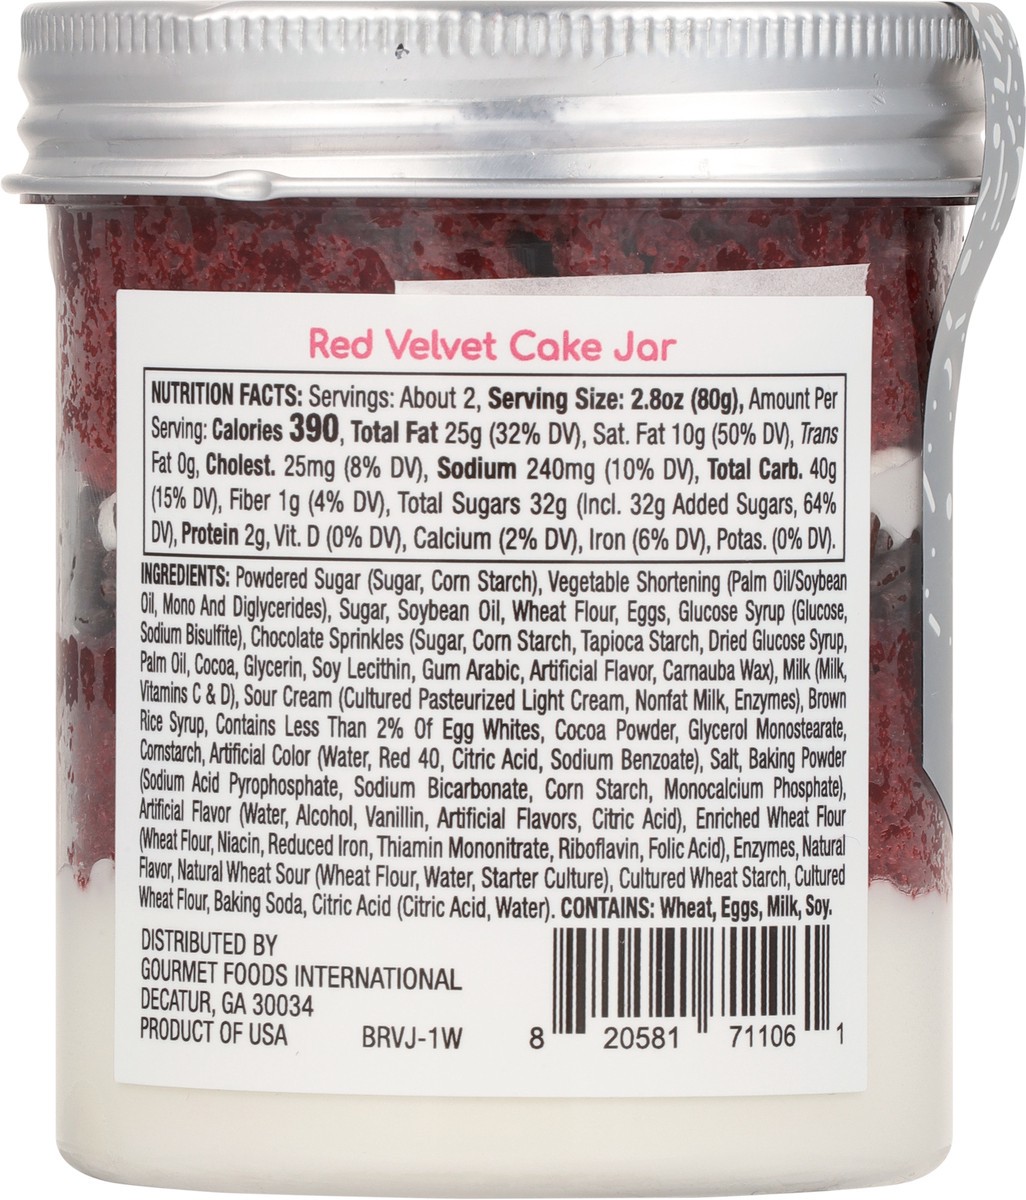 Red Velvet Cake Jar
NUTRITION FACTS: Servings: About 2, Serving Size: 2.8oz (80g), Amount Per
Serving: Calories 390, Total Fat 25g (32% DV), Sat. Fat 10g (50% DV), Trans
Fat 0g, Cholest. 25mg (8% DV), Sodium 240mg (10% DV), Total Carb. 40g
(15% DV), Fiber 1g (4% DV), Total Sugars 32g (Incl. 32g Added Sugars, 64%
DV), Protein 2g, Vit. D (0% DV), Calcium (2% DV), Iron (6% DV), Potas. (0% DV).
INGREDIENTS: Powdered Sugar (Sugar, Corn Starch), Vegetable Shortening (Palm Oil/Soybean
Oil, Mono And Diglycerides), Sugar, Soybean Oil, Wheat Flour, Eggs, Glucose Syrup (Glucose,
Sodium Bisulfite), Chocolate Sprinkles (Sugar, Corn Starch, Tapioca Starch, Dried Glucose Syrup,
Palm Oil, Cocoa, Glycerin, Soy Lecithin, Gum Arabic, Artificial Flavor, Carnauba Wax), Milk (Milk,
Vitamins C & D), Sour Cream (Cultured Pasteurized Light Cream, Nonfat Milk, Enzymes), Brown
Rice Syrup, Contains Less Than 2% Of Egg Whites, Cocoa Powder, Glycerol Monostearate,
Cornstarch, Artificial Color (Water, Red 40, Citric Acid, Sodium Benzoate), Salt, Baking Powder
(Sodium Acid Pyrophosphate, Sodium Bicarbonate, Corn Starch, Monocalcium Phosphate),
Artificial Flavor (Water, Alcohol, Vanillin, Artificial Flavors, Citric Acid), Enriched Wheat Flour
(Wheat Flour, Niacin, Reduced Iron, Thiamin Mononitrate, Riboflavin, Folic Acid), Enzymes, Natural
Flavor, Natural Wheat Sour (Wheat Flour, Water, Starter Culture), Cultured Wheat Starch, Cultured
Wheat Flour, Baking Soda, Citric Acid (Citric Acid, Water). CONTAINS: Wheat, Eggs, Milk, Soy.
DISTRIBUTED BY
GOURMET FOODS INTERNATIONAL
DECATUR, GA 30034
PRODUCT OF USA BRVJ-1W
8 20581 71106 1